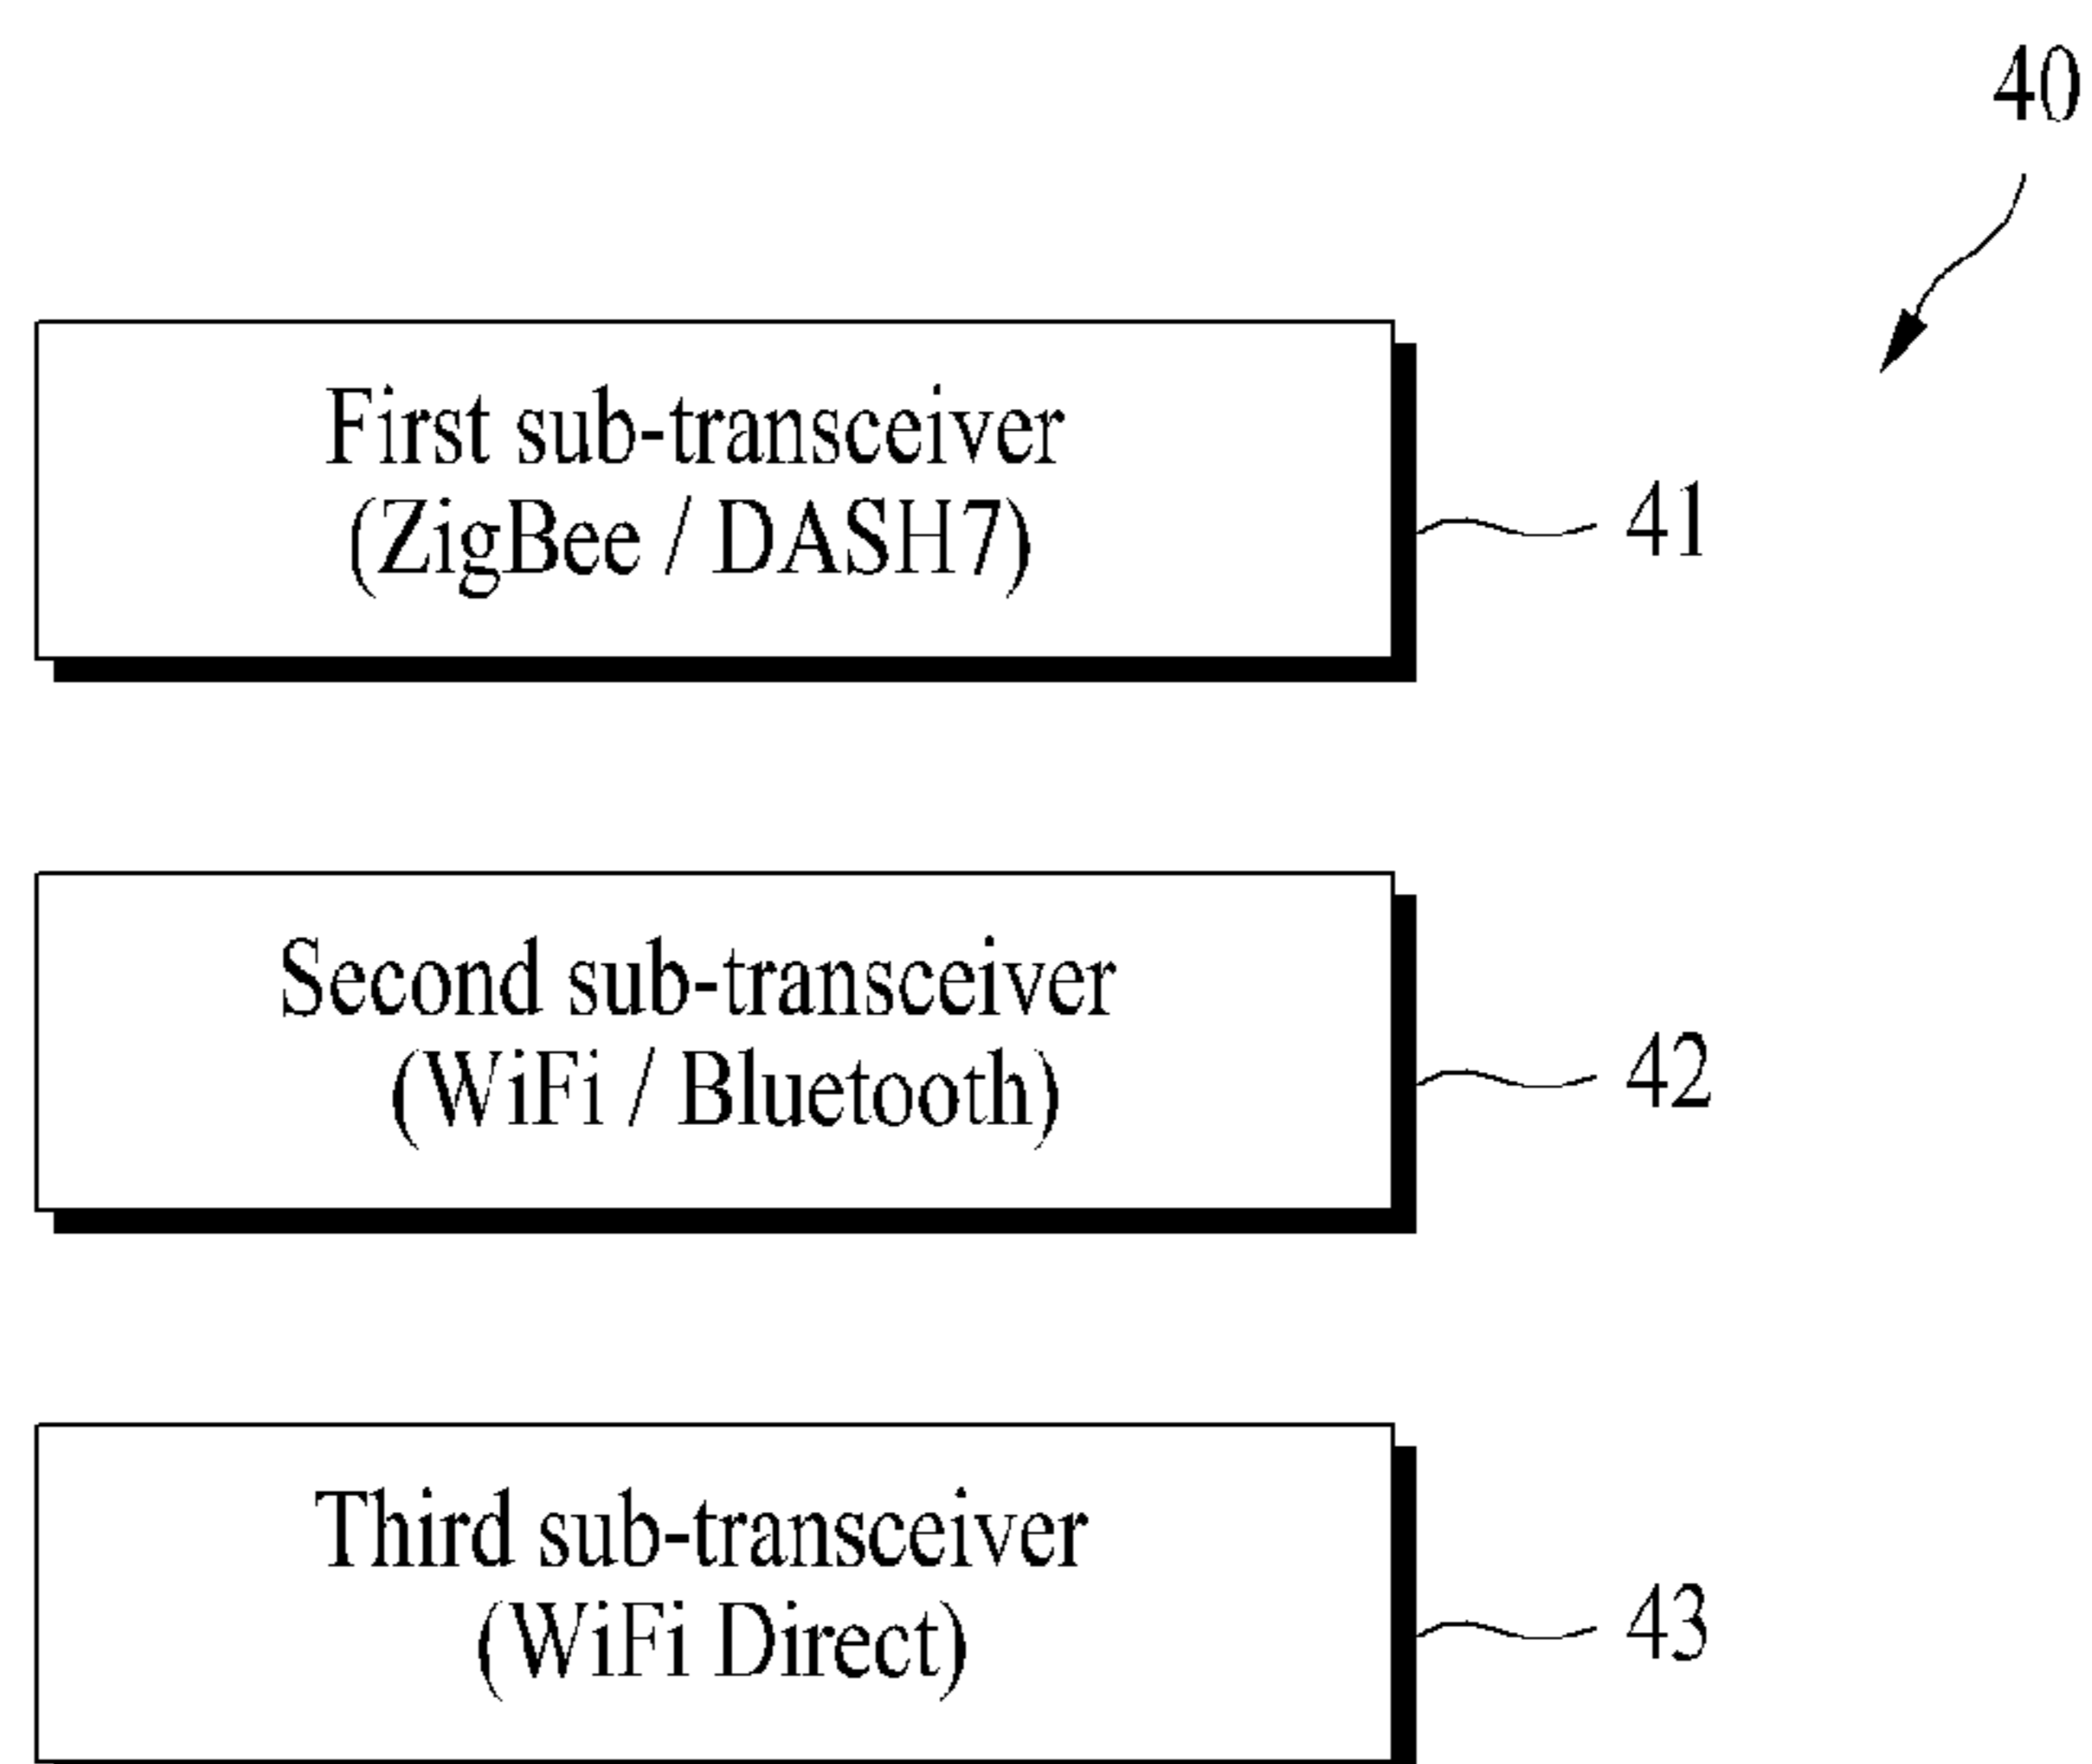 40
First sub-transceiver
(ZigBee / DASH7)
41
Second sub-transceiver
(WiFi / Bluetooth)
42
Third sub-transceiver
(WiFi Direct)
43